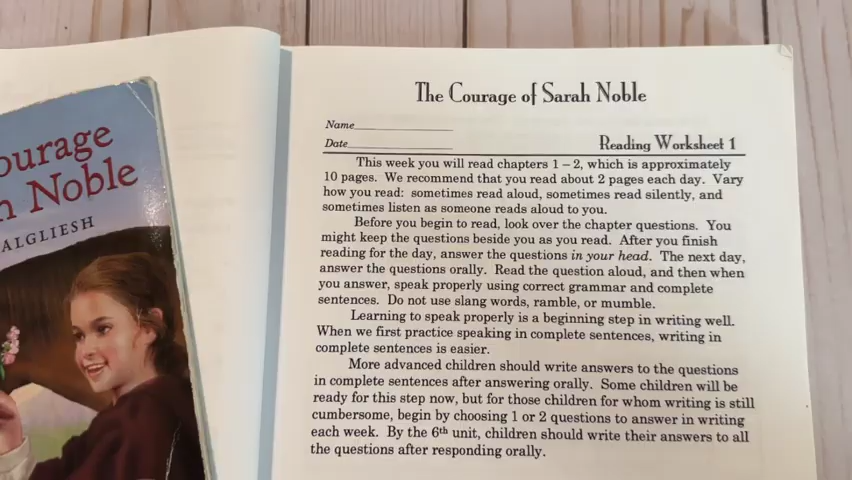 ourage
n Noble
ALGLIESH
The Courage of Sarah Noble
Name
Date
Reading Worksheet 1
This week you will read chapters 1 – 2, which is approximately
10 pages. We recommend that you read about 2 pages each day. Vary
how you read: sometimes read aloud, sometimes read silently, and
sometimes listen as someone reads aloud to you.
Before you begin to read, look over the chapter questions. You
might keep the questions beside you as you read. After you finish
reading for the day, answer the questions in your head. The next day,
answer the questions orally. Read the question aloud, and then when
you answer, speak properly using correct grammar and complete
sentences. Do not use slang words, ramble, or mumble.
Learning to speak properly is a beginning step in writing well.
When we first practice speaking in complete sentences, writing in
complete sentences is easier.
More advanced children should write answers to the questions
in complete sentences after answering orally. Some children will be
ready for this step now, but for those children for whom writing is still
cumbersome, begin by choosing 1 or 2 questions to answer in writing
each week. By the 6th unit, children should write their answers to all
the questions after responding orally.